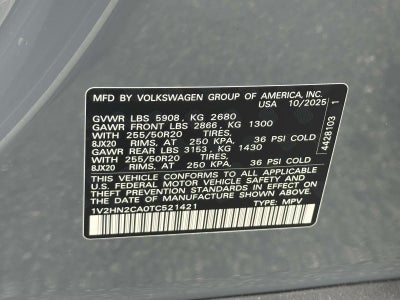 MFD. BY VOLKSWAGEN GROUP OF AMERICA, INC.
USA 10/2025
GVWR LBS 5908, KG 2680
GAWR FRONT LBS 2866, KG 1300
WITH 255/50R20 TIRES,
8JX20 RIMS, AT 250 KPA, 36 PSI COLD
GAWR REAR LBS 3153, KG 1430
WITH 255/50R20 TIRES,
8JX20 RIMS, AT 250 KPA, 36 PSI COLD
THIS VEHICLE CONFORMS TO ALL APPLICABLE
U.S. FEDERAL MOTOR VEHICLE SAFETY AND
THEFT PREVENTION STANDARDS IN EFFECT ON
THE DATE OF MANUFACTURE SHOWN ABOVE.
1V2HN2CA0TC521421 TYPE: MPV
14428103 1